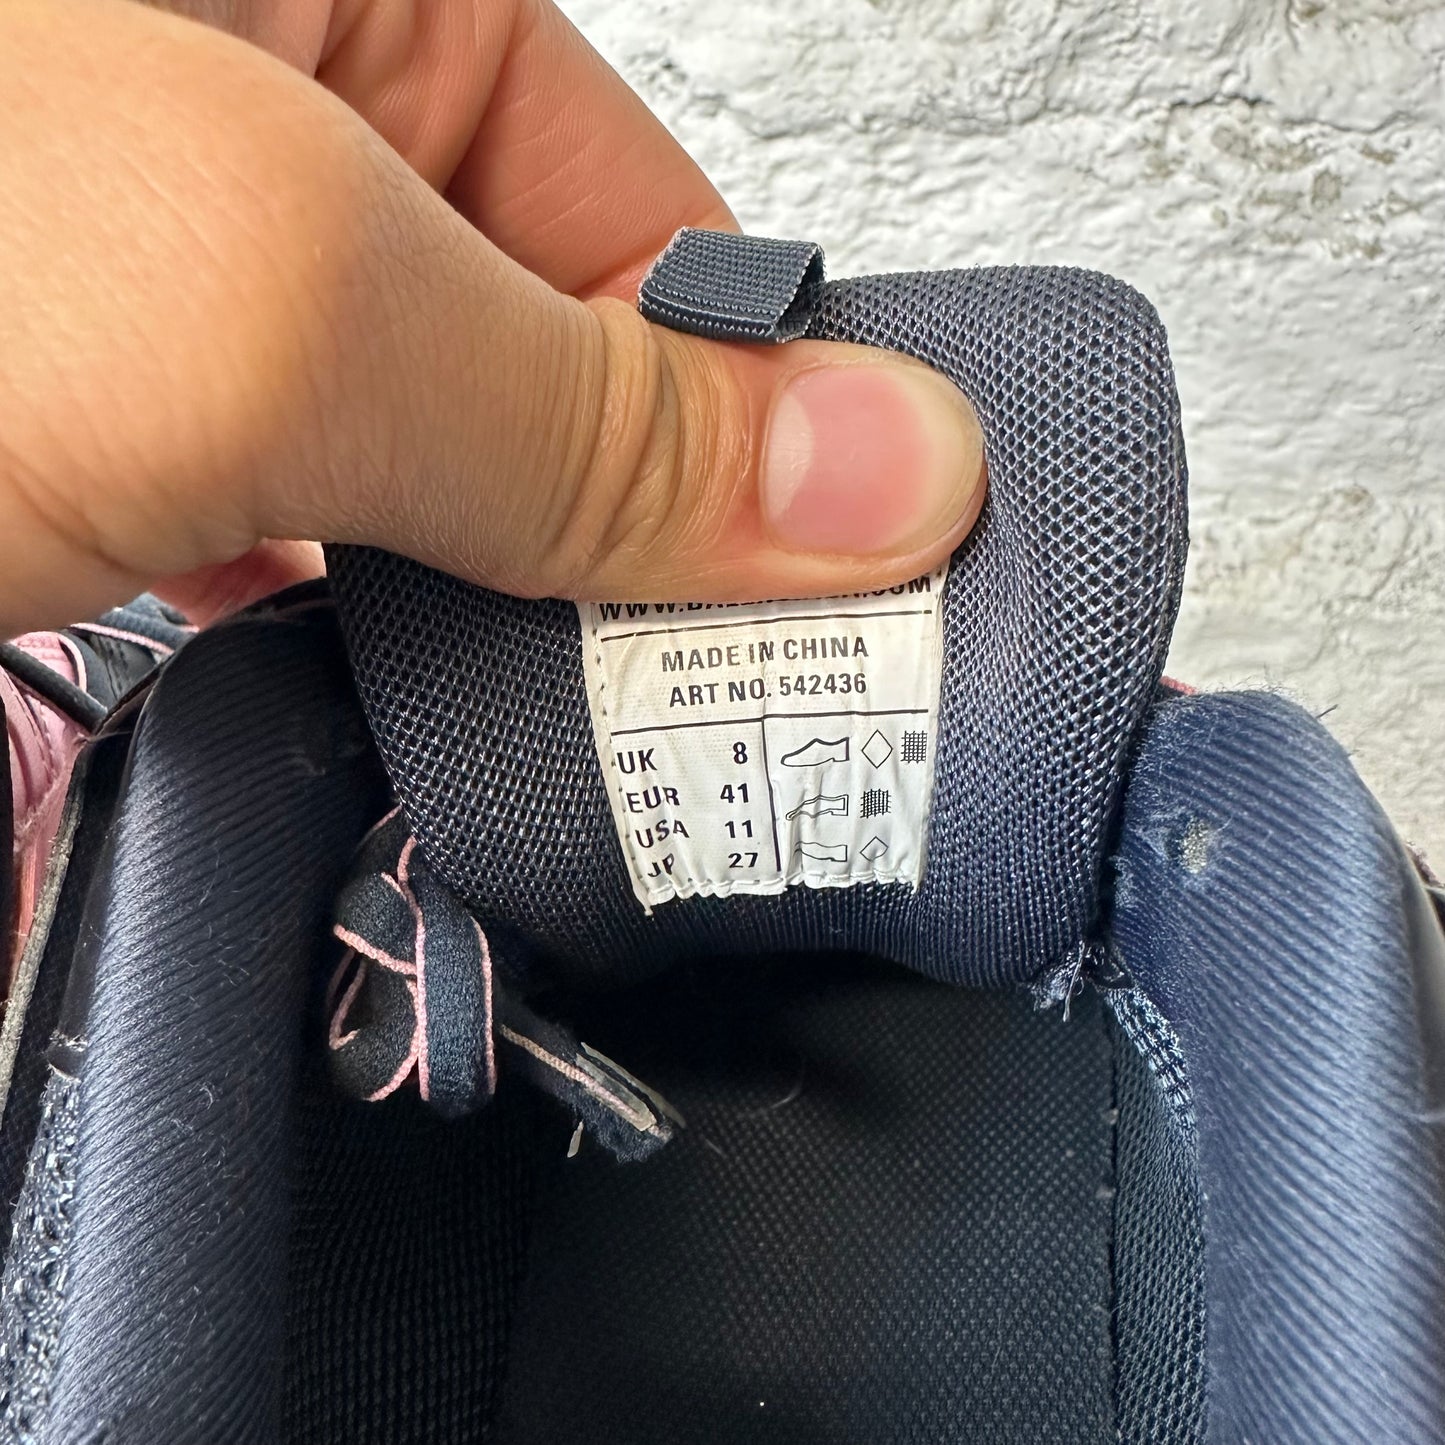 MADE IN CHINA
ART NO. 542436
UK 8
EUR 41
USA 11
JP 27